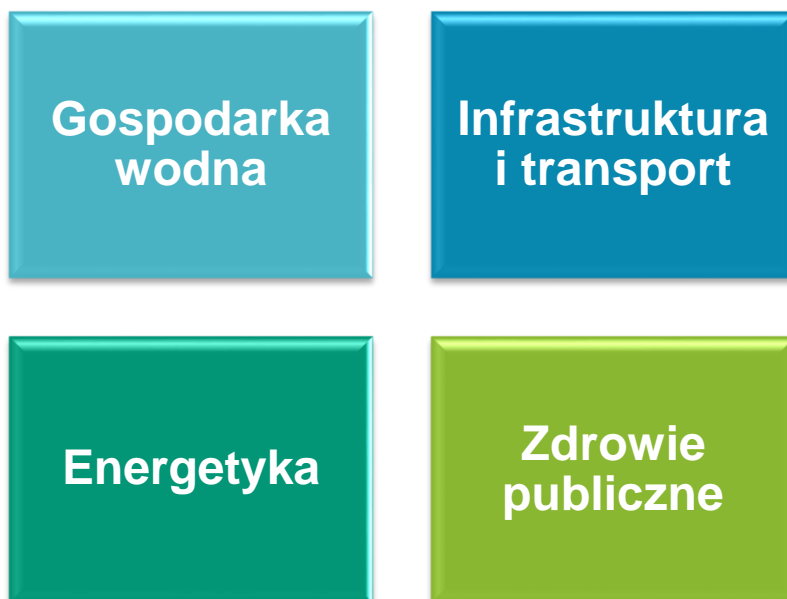 Gospodarka
wodna
Infrastruktura
i transport
Energetyka
Zdrowie
publiczne